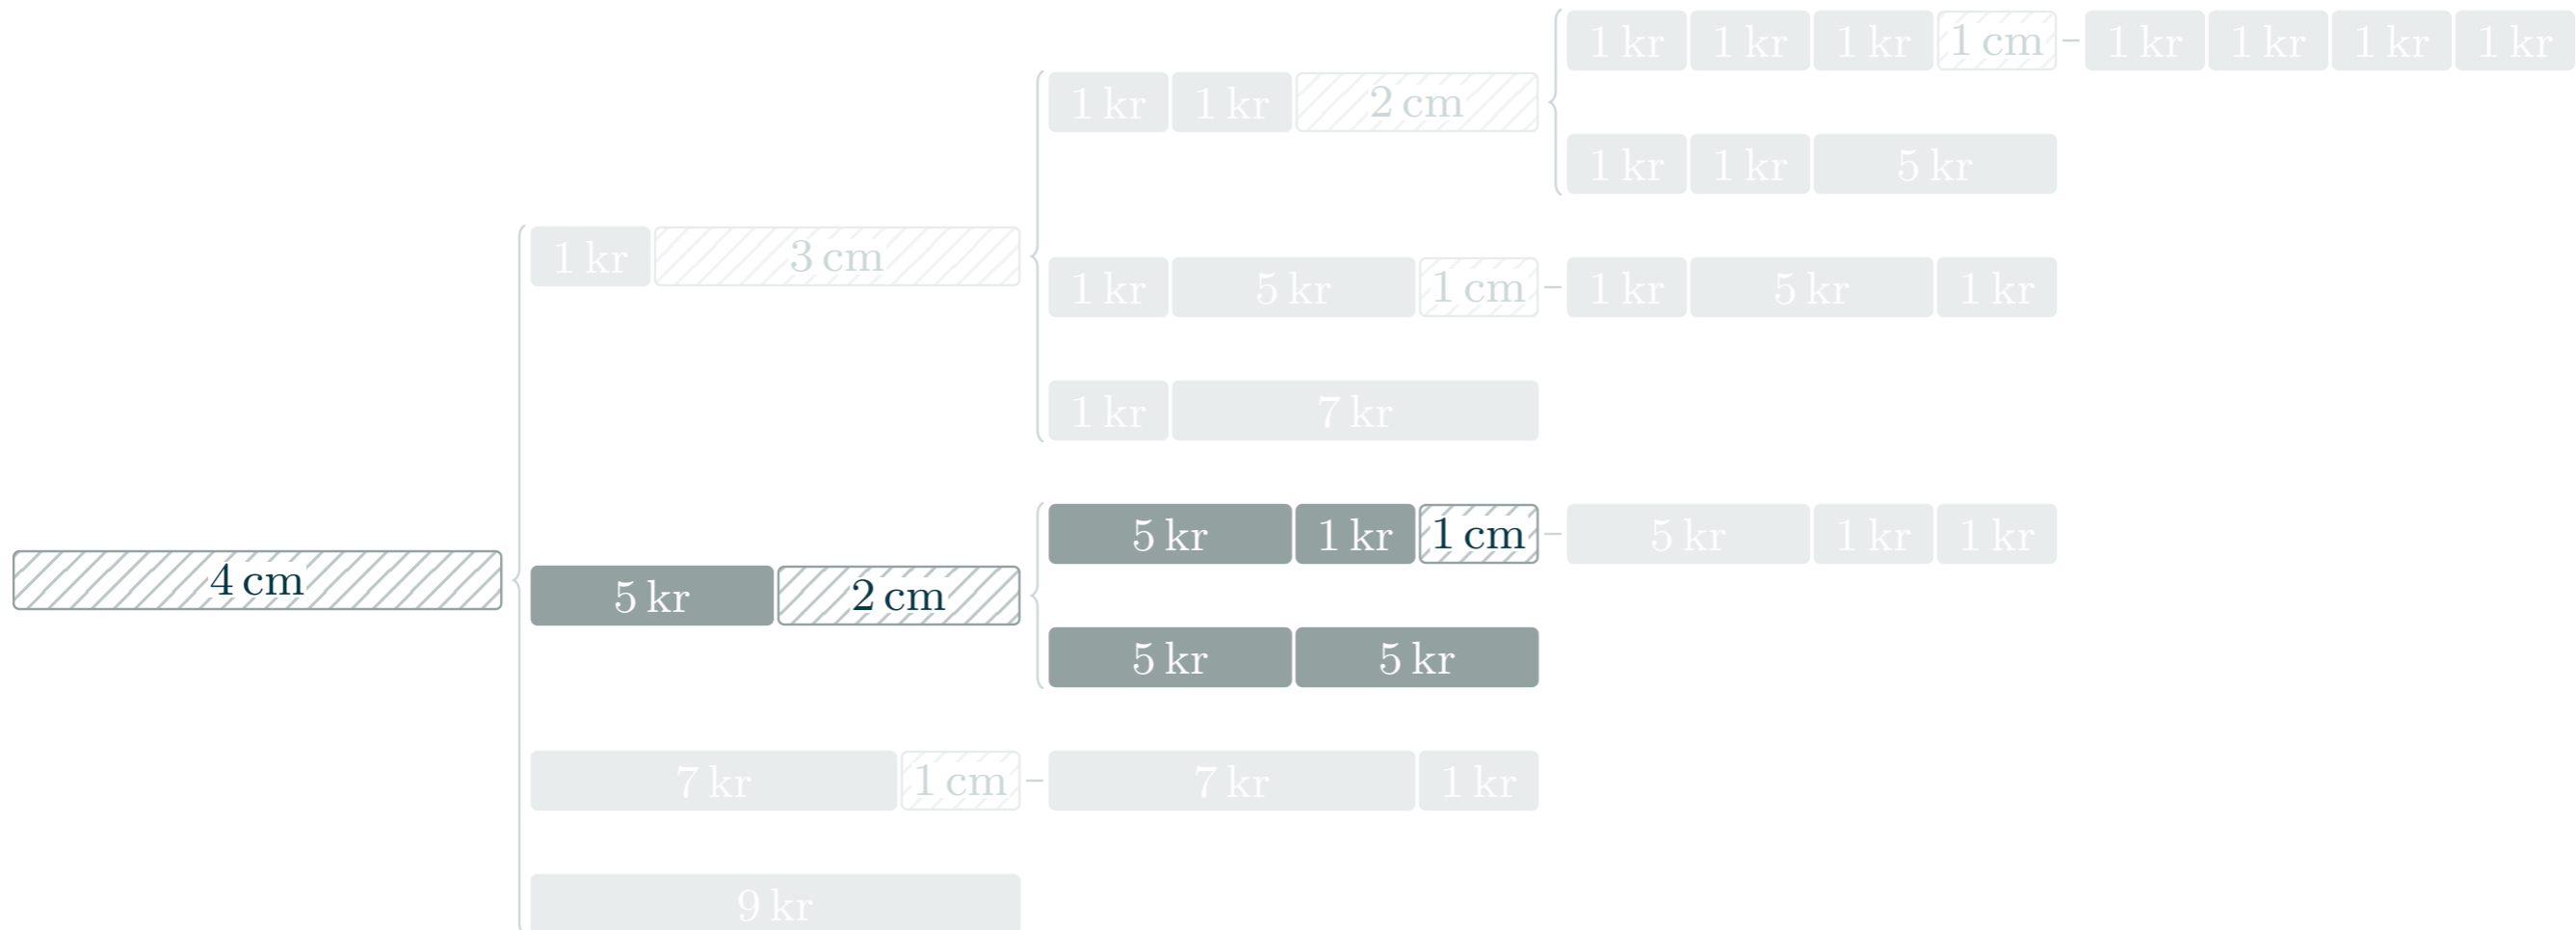 1 kr 1 kr 1 kr 1 cm 1 kr 1 kr 1 kr 1 kr
1 kr 1 kr 2 cm
1 kr 1 kr 5 kr
1 kr 3 cm
1 kr 5 kr 1 cm 1 kr 5 kr 1 kr
1 kr 7 kr
5 kr 1 kr 1 cm 5 kr 1 kr 1 kr
4 cm
5 kr 2 cm
5 kr 5 kr
7 kr 1 cm 7 kr 1 kr
9 kr